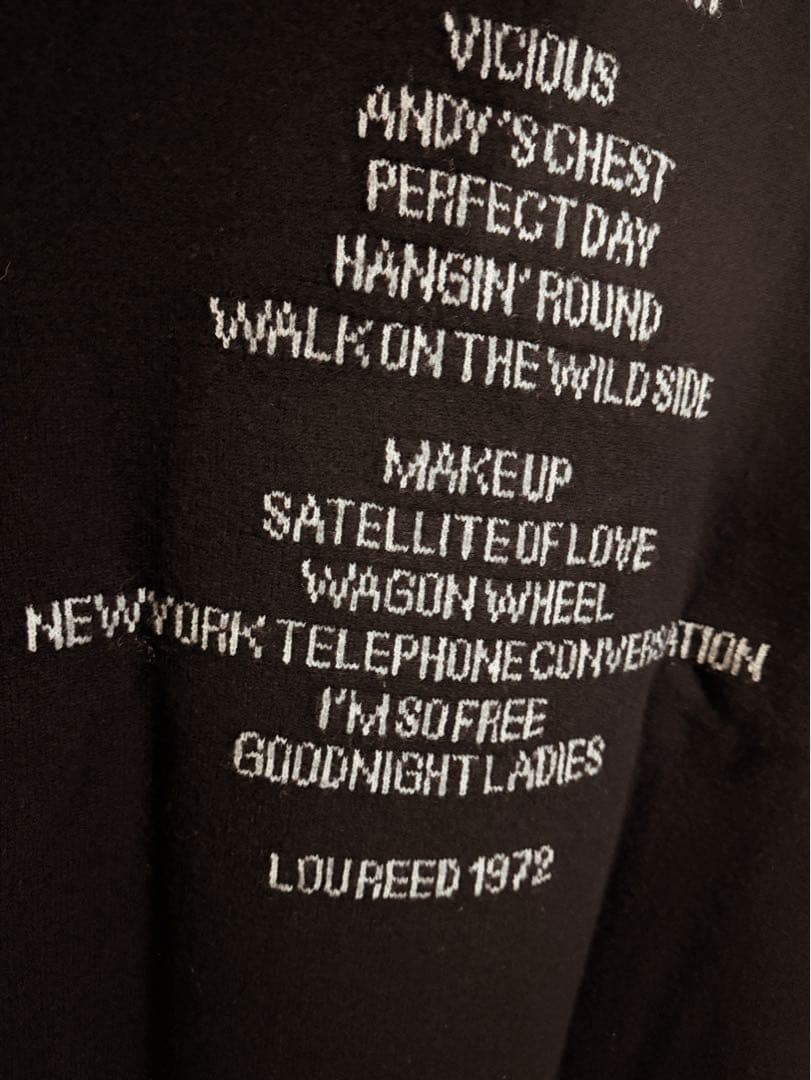 VICIOUS
ANDY'S CHEST
PERFECT DAY
HANGIN' ROUND
WALK ON THE WILD SIDE
MAKE UP
SATELLITE OF LOVE
WAGON WHEEL
NEW YORK TELEPHONE CONVERSATION
I'M SO FREE
GOODNIGHT LADIES
LOU REED 1972